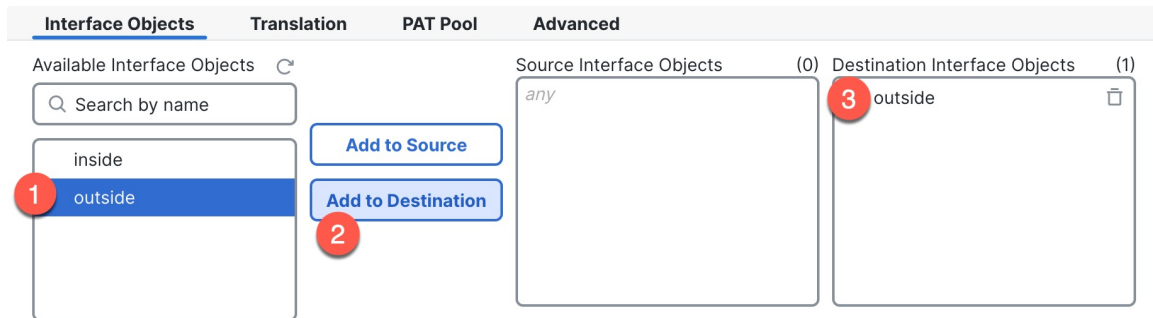 Interface Objects Translation PAT Pool Advanced
Available Interface Objects
Search by name
inside
1 outside
Add to Source
Add to Destination
2
Source Interface Objects (0)
any
Destination Interface Objects (1)
3 outside